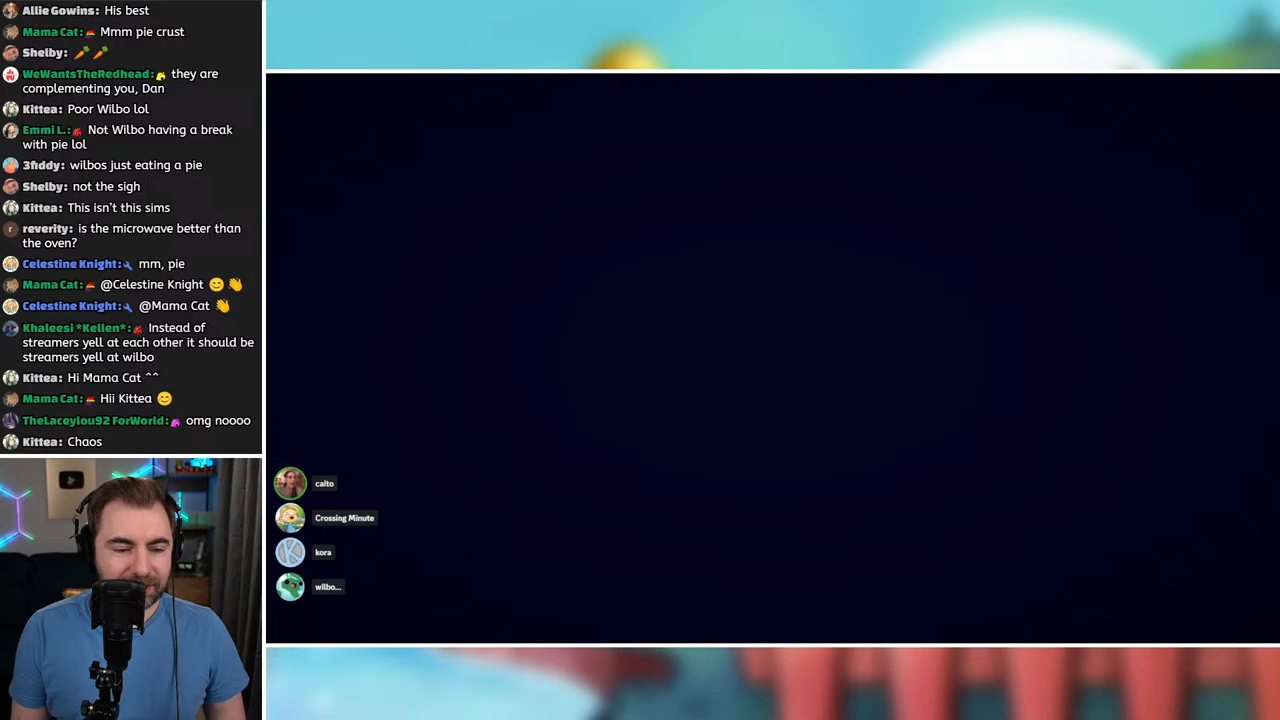 Allie Gowins: His best
Mama Cat: Mmm pie crust
Shelby: 🥕 🥕
WeWantsTheRedhead: they are
complementing you, Dan
Kittea: Poor Wilbo lol
Emmi L.: Not Wilbo having a break
with pie lol
3fiddy: wilbos just eating a pie
Shelby: not the sigh
Kittea: This isn't this sims
r reverity: is the microwave better than
the oven?
Celestine Knight: mm, pie
Mama Cat: @Celestine Knight 😊 👋
Celestine Knight: @Mama Cat 👋
Khaleesi *Kellen*: Instead of
streamers yell at each other it should be
streamers yell at wilbo
Kittea: Hi Mama Cat ^^
Mama Cat: Hii Kittea 😊
TheLaceylou92 ForWorld: omg noooo
Kittea: Chaos
caito
Crossing Minute
K kora
wilbo...